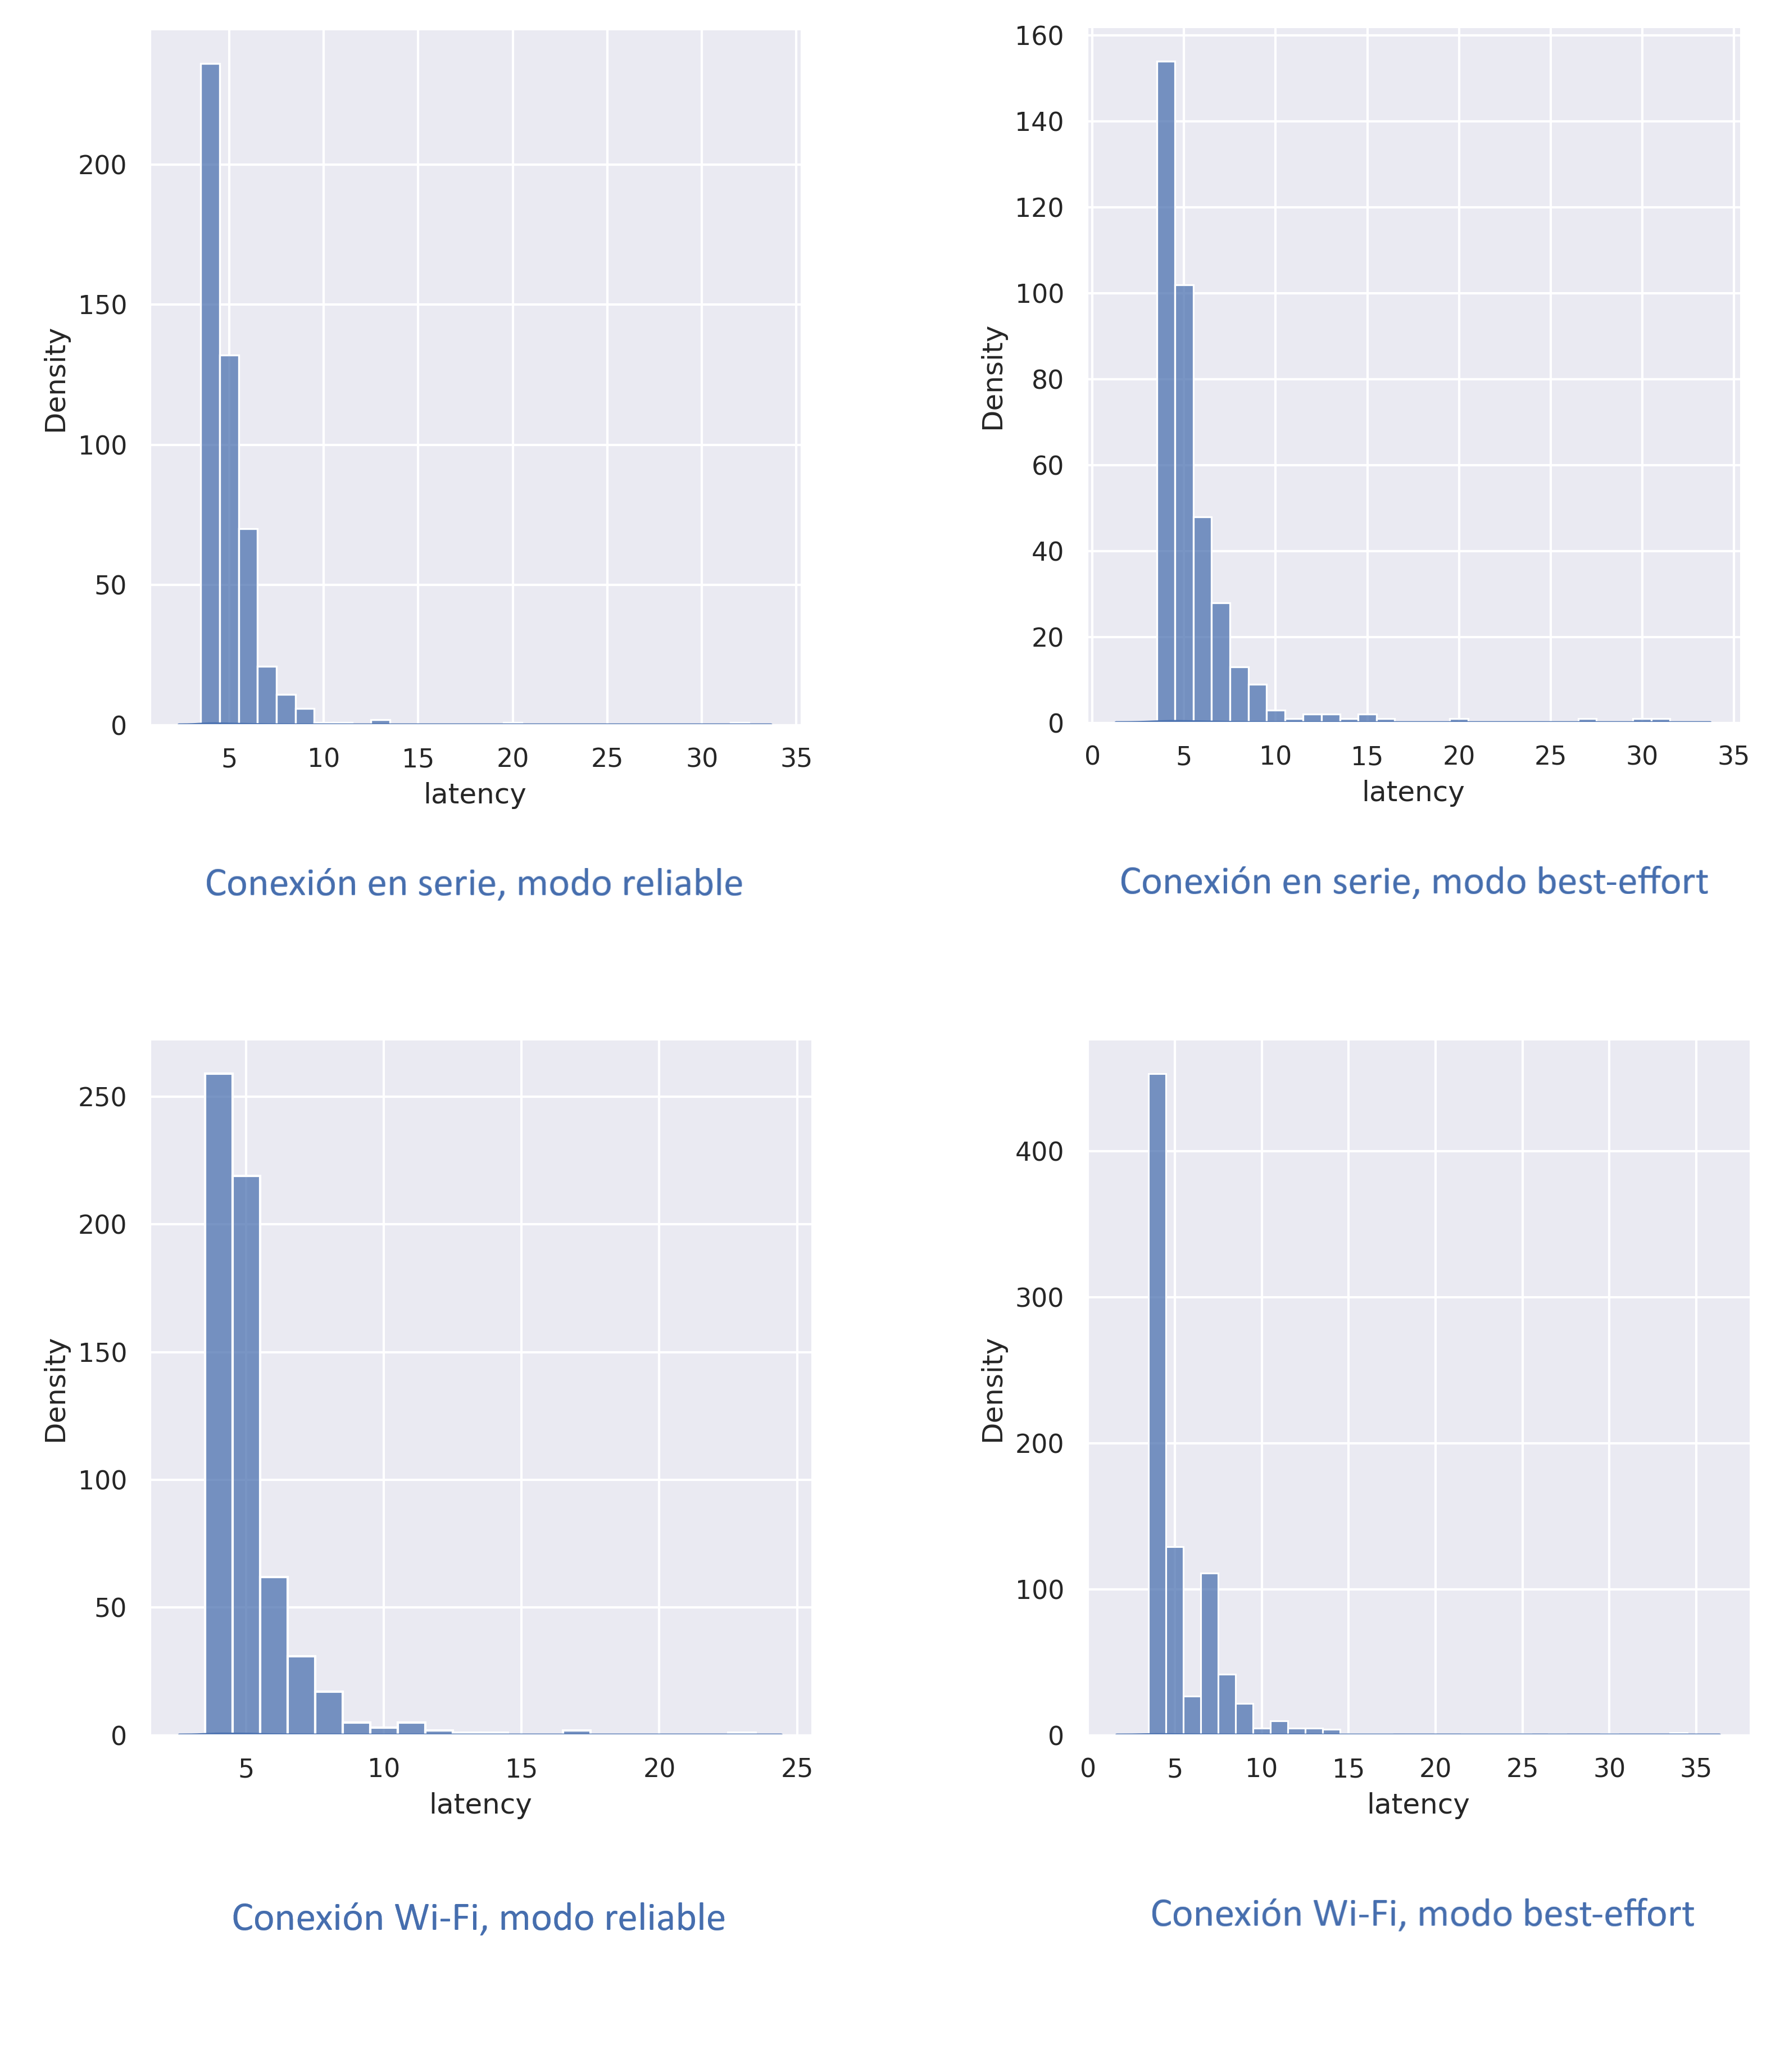 200
150
100
50
0
Density
5 10 15 20 25 30 35
latency
Conexión en serie, modo reliable
160
140
120
100
80
60
40
20
0
Density
0 5 10 15 20 25 30 35
latency
Conexión en serie, modo best-effort
250
200
150
100
50
0
Density
5 10 15 20 25
latency
Conexión Wi-Fi, modo reliable
400
300
200
100
0
Density
0 5 10 15 20 25 30 35
latency
Conexión Wi-Fi, modo best-effort